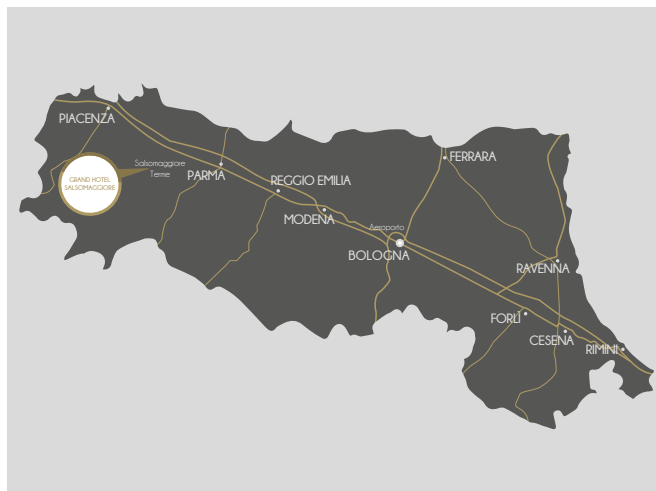 PIACENZA
Salsomaggiore
Terme
GRAND HOTEL
SALSOMAGGIORE
PARMA
REGGIO EMILIA
MODENA
FERRARA
Aeroporto
BOLOGNA
RAVENNA
FORLÌ
CESENA
RIMINI